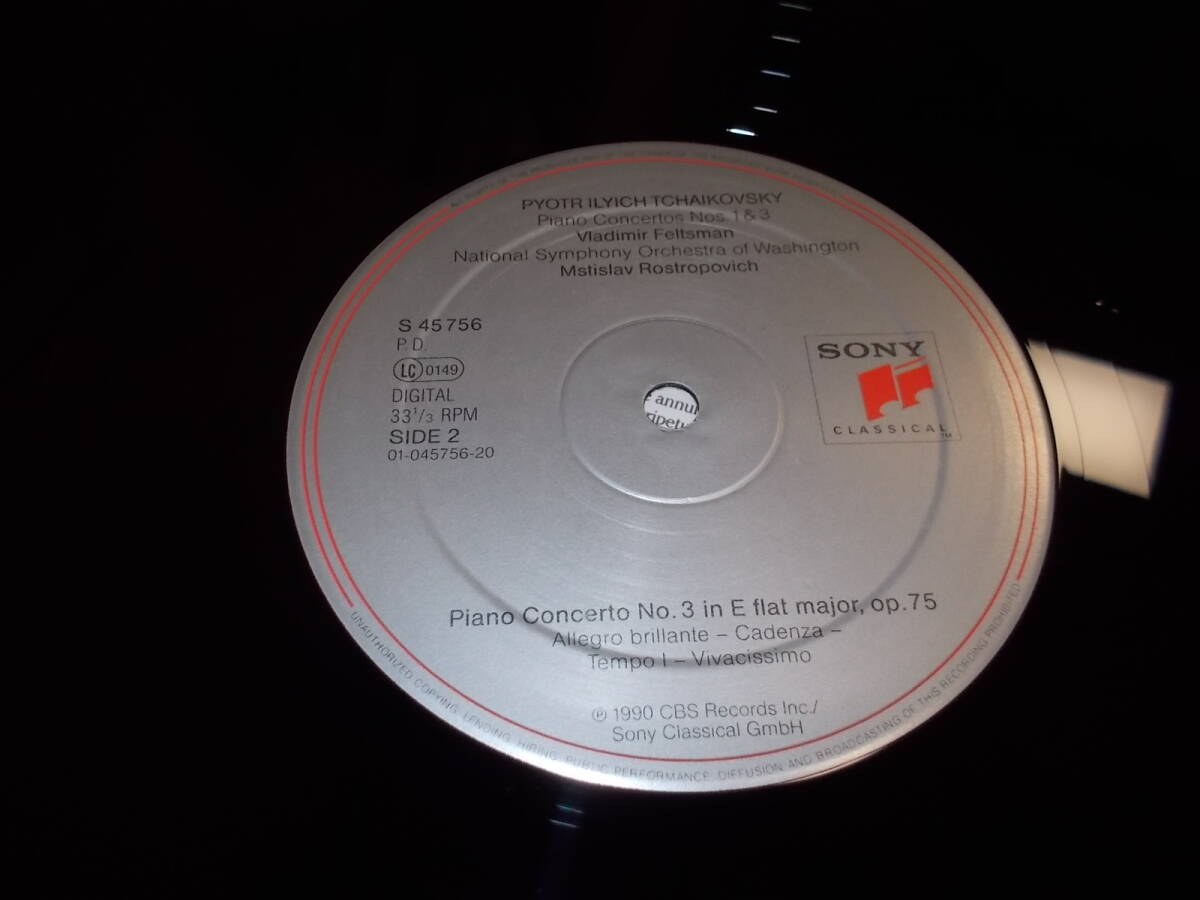 PYOTR ILYICH TCHAIKOVSKY
Piano Concertos Nos. 1 & 3
Vladimir Feltsman
National Symphony Orchestra of Washington
Mstislav Rostropovich
S 45756
P.D.
LC 0149
DIGITAL
33 1/3 RPM
SIDE 2
01-045756-20
SONY
CLASSICAL
TM
annul
ripetu
Piano Concerto No. 3 in E flat major, op. 75
Allegro brillante – Cadenza –
Tempo I – Vivacissimo
℗ 1990 CBS Records Inc./
Sony Classical GmbH
UNAUTHORIZED COPYING, LENDING, HIRING, PUBLIC PERFORMANCE, DIFFUSION AND BROADCASTING OF THIS RECORDING PROHIBITED